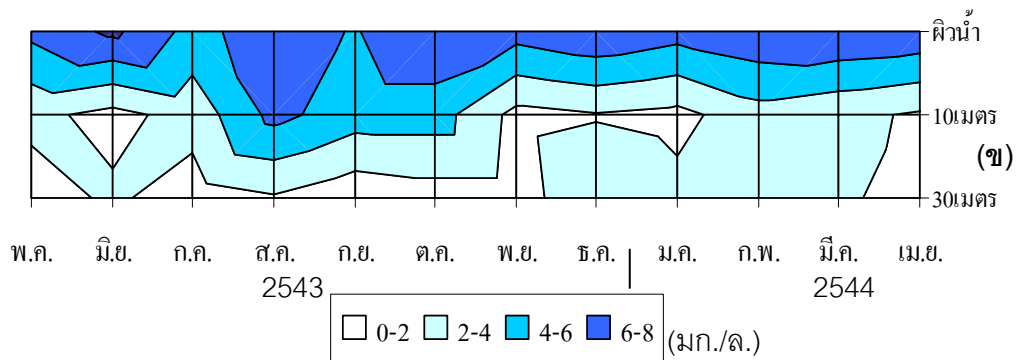 ผิวน้ำ
10เมตร
(ข)
30เมตร
พ.ค. มิ.ย. ก.ค. ส.ค. ก.ย. ต.ค. พ.ย. ธ.ค. ม.ค. ก.พ. มี.ค. เม.ย.
2543 2544
0-2 2-4 4-6 6-8 (มก./ล.)